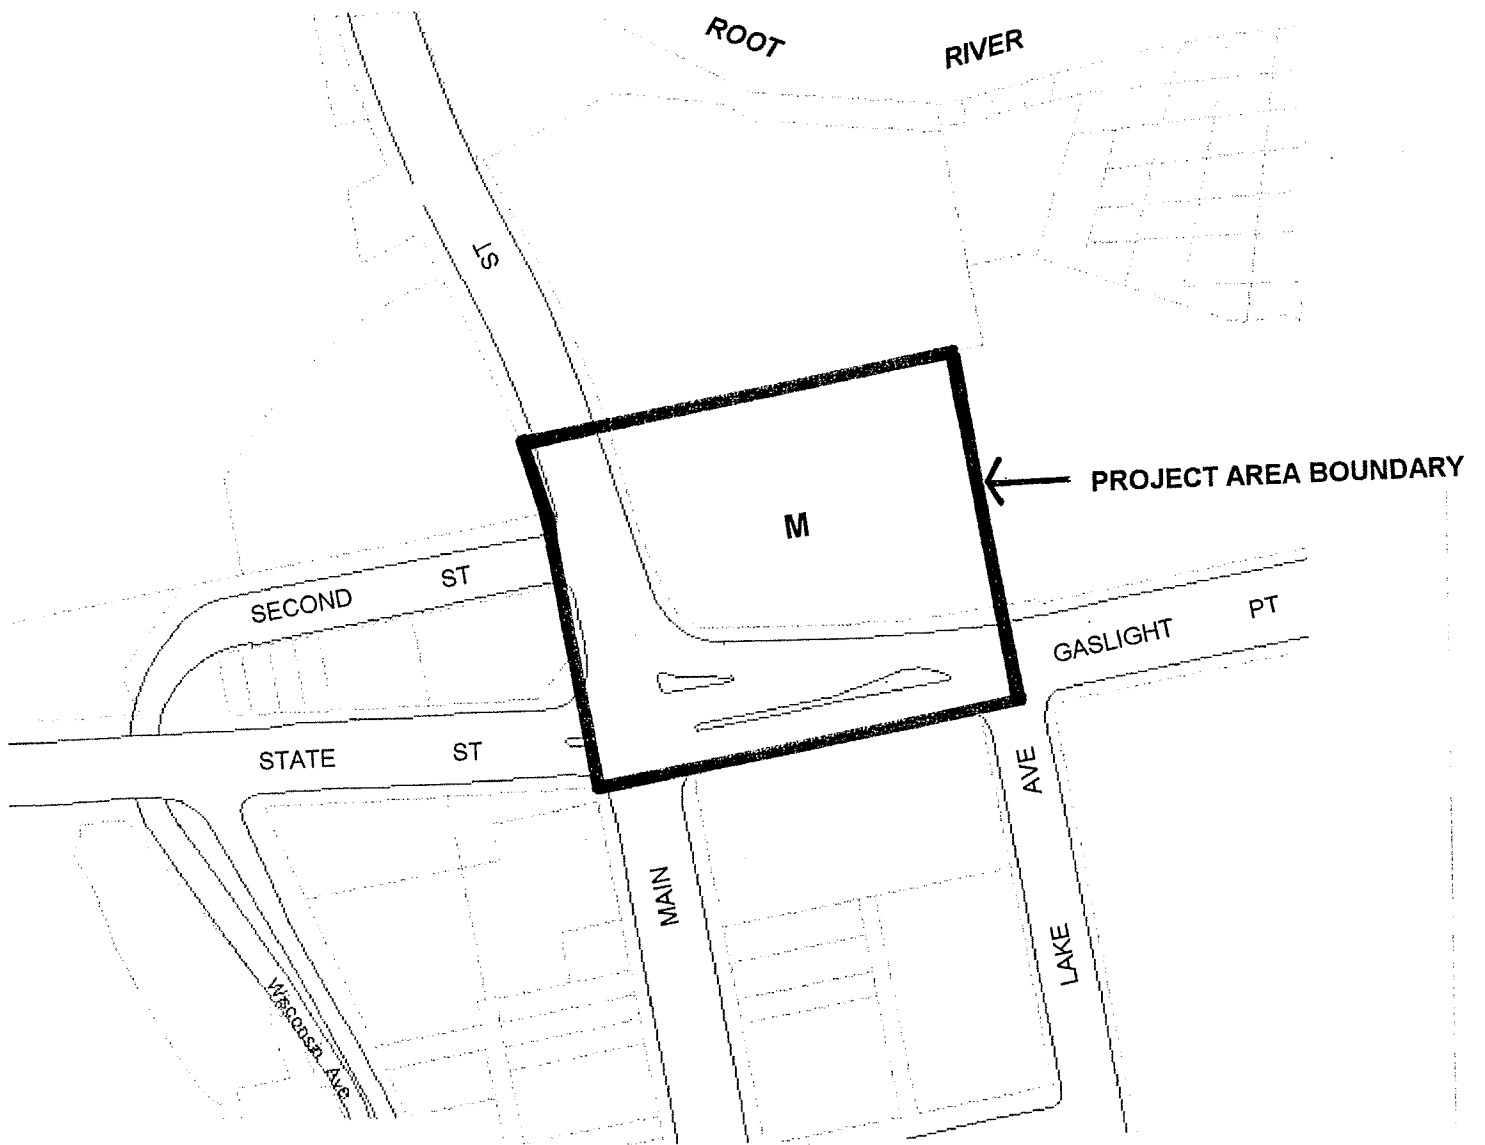 ROOT RIVER
ST
PROJECT AREA BOUNDARY
M
SECOND ST
GASLIGHT PT
STATE ST
AVE
MAIN
LAKE
Wisconsin Ave